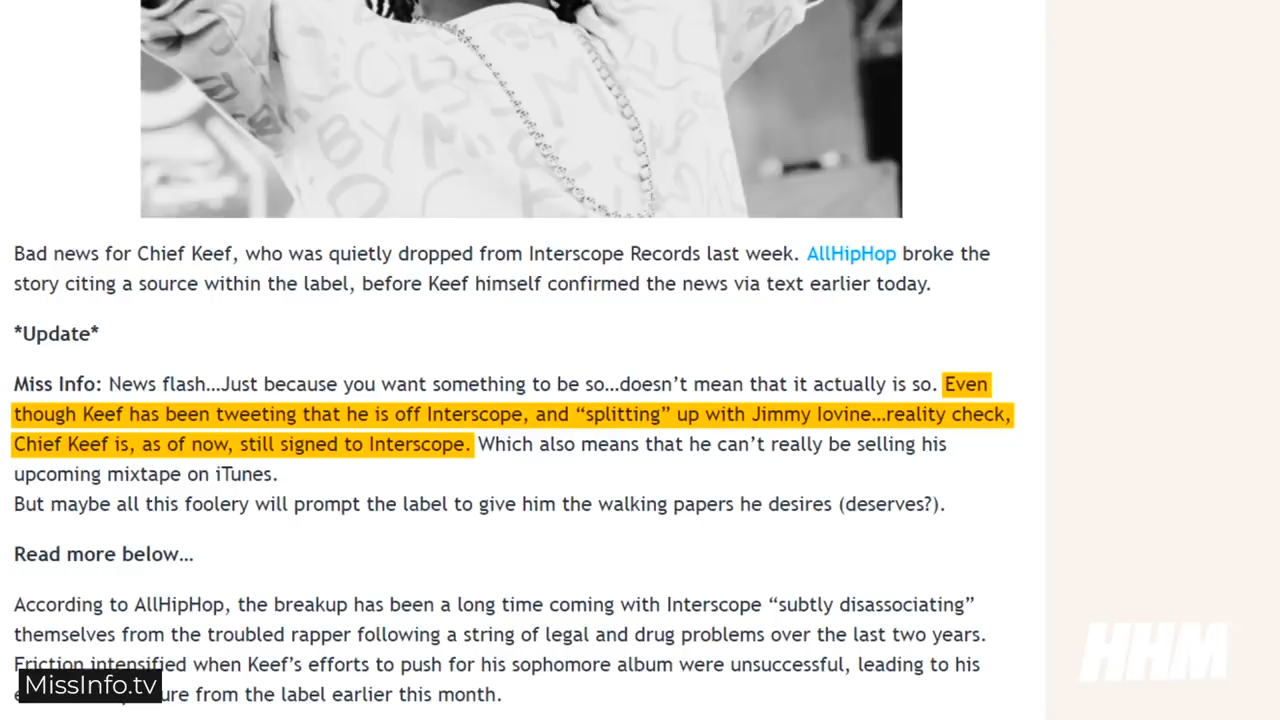 Bad news for Chief Keef, who was quietly dropped from Interscope Records last week. AllHipHop broke the
story citing a source within the label, before Keef himself confirmed the news via text earlier today.
*Update*
Miss Info: News flash…Just because you want something to be so…doesn’t mean that it actually is so. Even
though Keef has been tweeting that he is off Interscope, and “splitting” up with Jimmy Iovine…reality check,
Chief Keef is, as of now, still signed to Interscope. Which also means that he can’t really be selling his
upcoming mixtape on iTunes.
But maybe all this foolery will prompt the label to give him the walking papers he desires (deserves?).
Read more below…
According to AllHipHop, the breakup has been a long time coming with Interscope “subtly disassociating”
themselves from the troubled rapper following a string of legal and drug problems over the last two years.
Friction intensified when Keef’s efforts to push for his sophomore album were unsuccessful, leading to his
from the label earlier this month.
MissInfo.tv
HHM